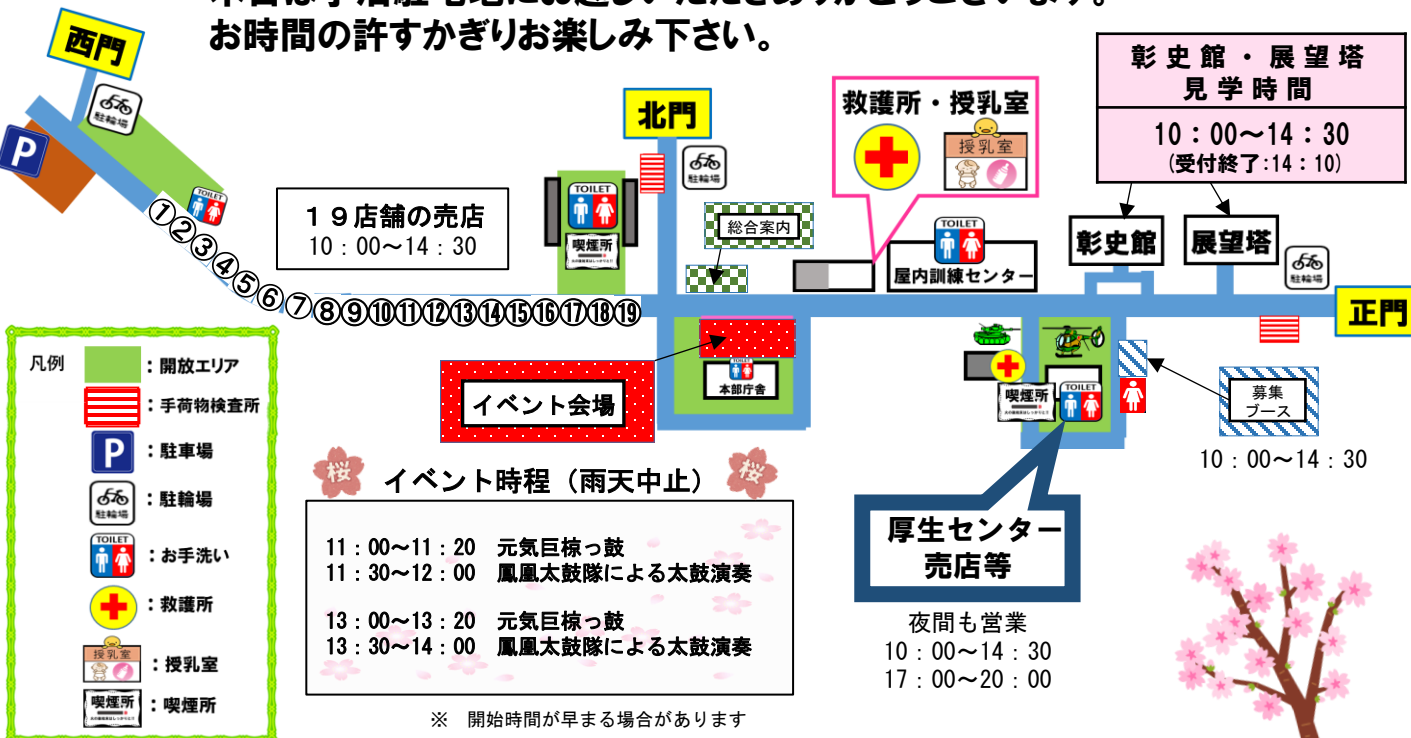 お時間の許すかぎりお楽しみ下さい。
西門
駐輪場
P
TOILET
北門
駐輪場
救護所・授乳室
授乳室
彰史館・展望塔
見学時間
10：00～14：30
(受付終了:14：10)
19店舗の売店
10：00～14：30
TOILET
喫煙所
総合案内
TOILET
屋内訓練センター
彰史館
展望塔
駐輪場
正門
①②③④⑤⑥⑦⑧⑨⑩⑪⑫⑬⑭⑮⑯⑰⑱⑲
イベント会場
TOILET
本部庁舎
喫煙所
TOILET
募集
ブース
10：00～14：30
凡例
：開放エリア
：手荷物検査所
P
：駐車場
駐輪場
：駐輪場
TOILET
：お手洗い
：救護所
授乳室
：授乳室
喫煙所
：喫煙所
桜
イベント時程（雨天中止）
桜
11：00～11：20　元気巨椋っ鼓
11：30～12：00　鳳凰太鼓隊による太鼓演奏
13：00～13：20　元気巨椋っ鼓
13：30～14：00　鳳凰太鼓隊による太鼓演奏
※　開始時間が早まる場合があります
厚生センター
売店等
夜間も営業
10：00～14：30
17：00～20：00